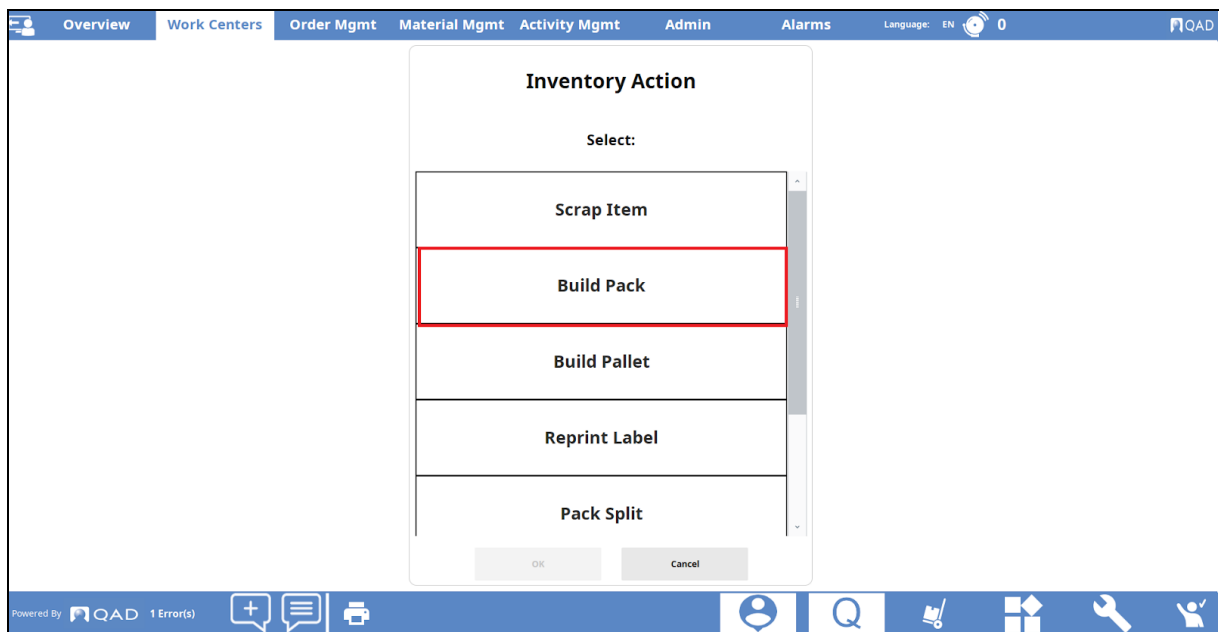 Overview Work Centers Order Mgmt Material Mgmt Activity Mgmt Admin Alarms Language: EN 0 QAD
Inventory Action
Select:
Scrap Item
Build Pack
Build Pallet
Reprint Label
Pack Split
OK Cancel
Powered By QAD 1 Error(s) Q